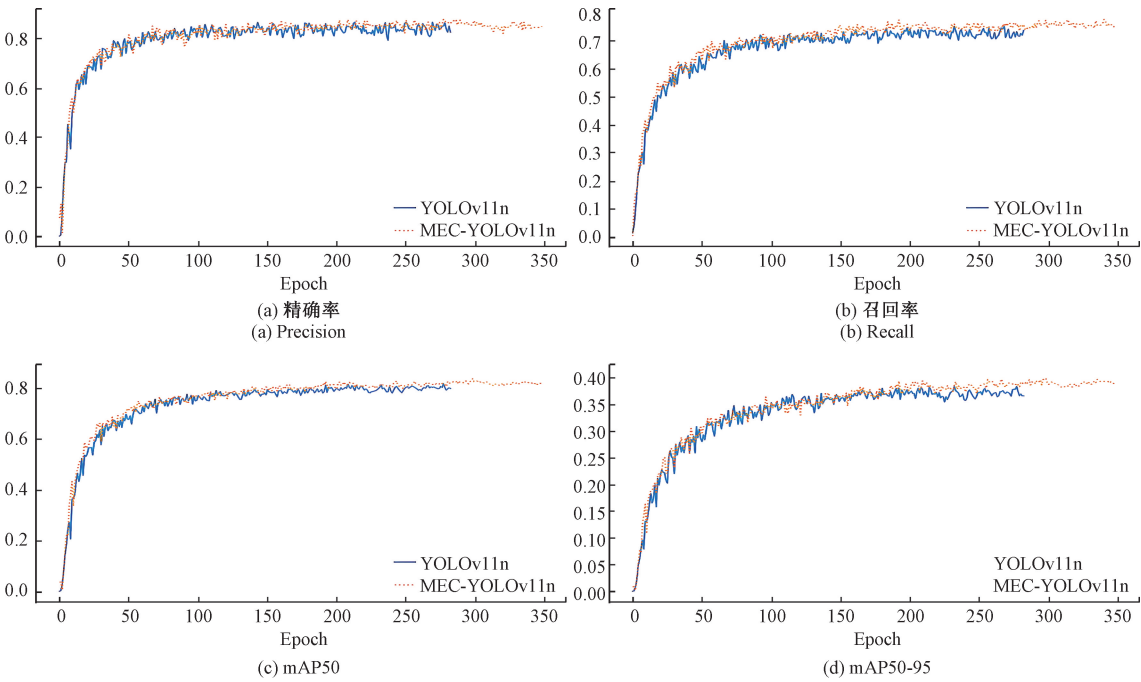 0.8
0.6
0.4
0.2
0.0
YOLOv11n
MEC-YOLOv11n
0 50 100 150 200 250 300 350
Epoch
(a) 精确率
(a) Precision
0.8
0.7
0.6
0.5
0.4
0.3
0.2
0.1
0.0
YOLOv11n
MEC-YOLOv11n
0 50 100 150 200 250 300 350
Epoch
(b) 召回率
(b) Recall
0.8
0.6
0.4
0.2
0.0
YOLOv11n
MEC-YOLOv11n
0 50 100 150 200 250 300 350
Epoch
(c) mAP50
0.40
0.35
0.30
0.25
0.20
0.15
0.10
0.05
0.00
YOLOv11n
MEC-YOLOv11n
0 50 100 150 200 250 300 350
Epoch
(d) mAP50-95